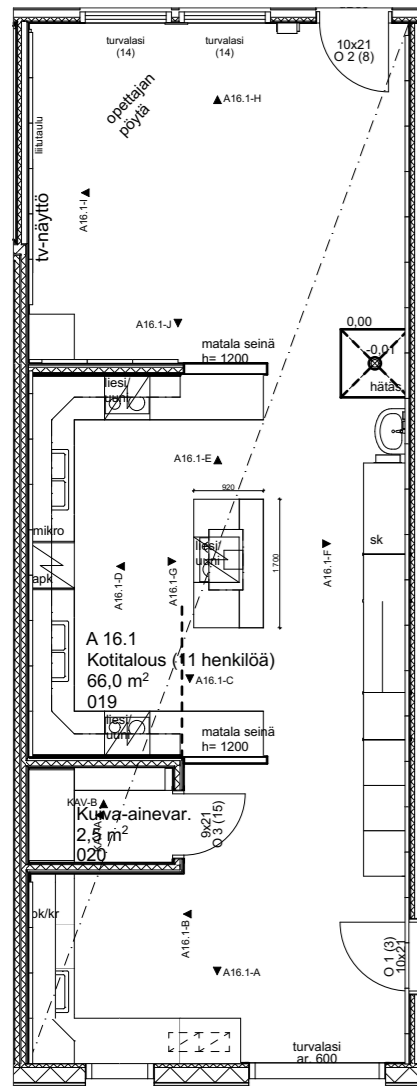 turvalasi
(14)
turvalasi
(14)
10x21
O 2 (8)
opettajan
pöytä
A16.1-H
liitutaulu
A16.1-I
tv-näyttö
A16.1-J
0,00
-0,01
matala seinä
h= 1200
hätäs.
liesi/
uuni
A16.1-E
920
mikro
sk
liesi/
uuni
1700
A16.1-F
A16.1-G
A16.1-D
apk
A 16.1
Kotitalous (11 henkilöä)
66,0 m²
019
A16.1-C
liesi/
uuni
matala seinä
h= 1200
KAV-B
Kuiva-ainevar.
2,5 m²
020
9x21
O 3 (15)
pk/kr
A16.1-B
A16.1-A
O 1 (3)
10x21
turvalasi
ar. 600